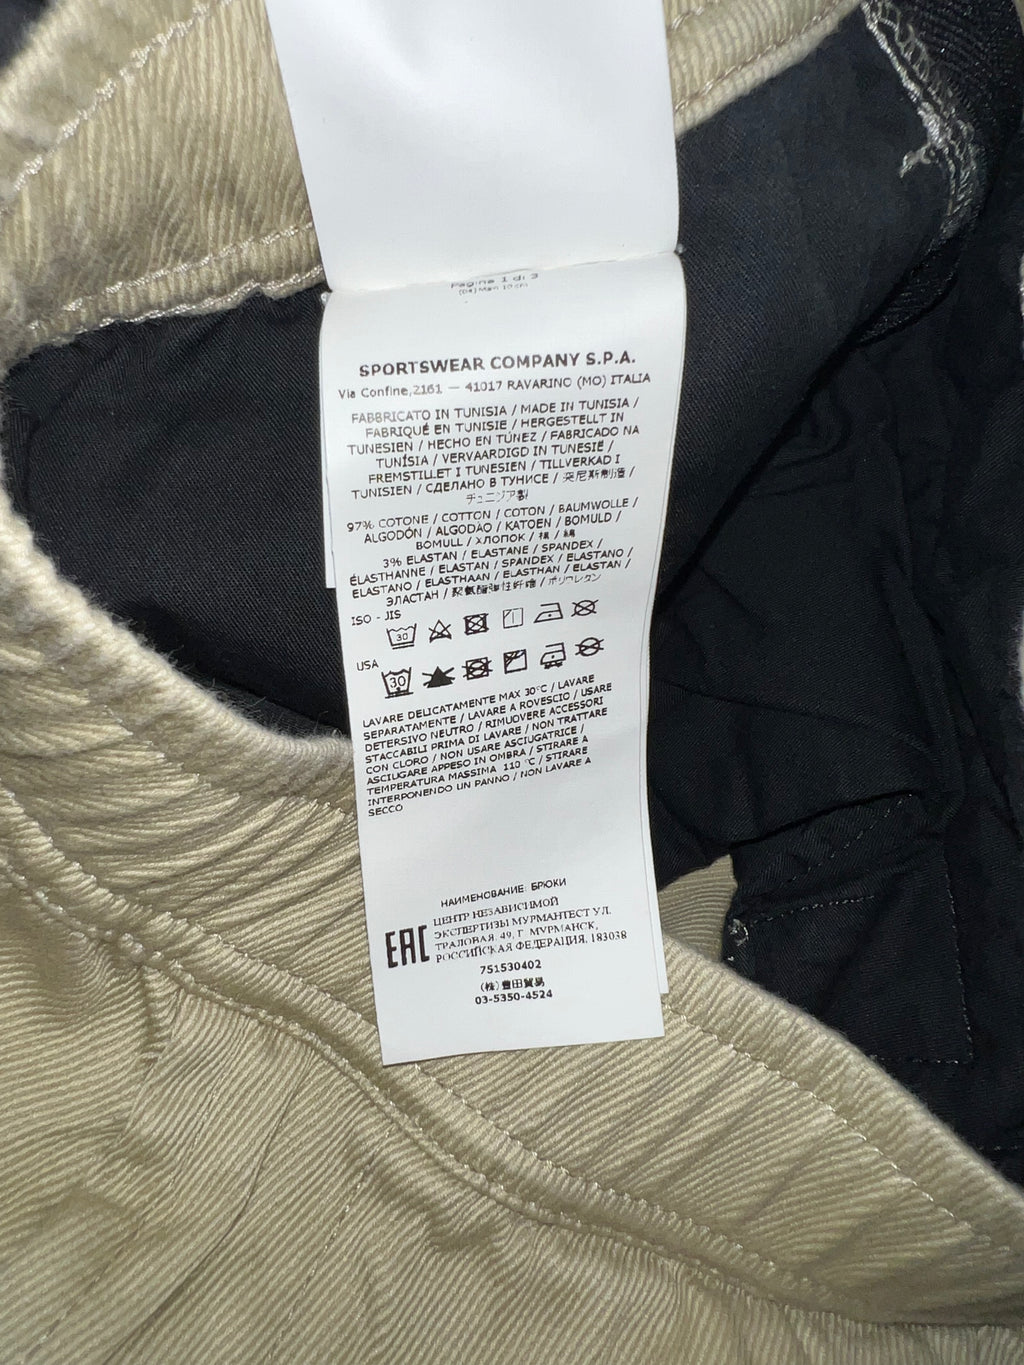 Pagina 1 di 3
SPORTSWEAR COMPANY S.P.A.
Via Confine,2161 — 41017 RAVARINO (MO) ITALIA
FABBRICATO IN TUNISIA / MADE IN TUNISIA /
FABRIQUÉ EN TUNISIE / HERGESTELLT IN
TUNESIEN / HECHO EN TÚNEZ / FABRICADO NA
TUNÍSIA / VERVAARDIGD IN TUNESIË /
FREMSTILLET I TUNESIEN / TILLVERKAD I
TUNISIEN / СДЕЛАНО В ТУНИСЕ / 突尼斯制造 /
チュニジア製
97% COTONE / COTTON / COTON / BAUMWOLLE /
ALGODÓN / ALGODÃO / KATOEN / BOMULD /
BOMULL / ХЛОПОК / 棉 / 綿
3% ELASTAN / ELASTANE / SPANDEX /
ÉLASTHANNE / ELASTAN / SPANDEX / ELASTANO /
ELASTANO / ELASTHAAN / ELASTHAN / ELASTAN /
ЭЛАСТАН / 聚氨酯弹性纤维 / ポリウレタン
ISO - JIS
30
USA
30
LAVARE DELICATAMENTE MAX 30°C / LAVARE
SEPARATAMENTE / LAVARE A ROVESCIO / USARE
DETERSIVO NEUTRO / RIMUOVERE ACCESSORI
STACCABILI PRIMA DI LAVARE / NON TRATTARE
CON CLORO / NON USARE ASCIUGATRICE /
ASCIUGARE APPESO IN OMBRA / STIRARE A
TEMPERATURA MASSIMA 110 °C / STIRARE
INTERPONENDO UN PANNO / NON LAVARE A
SECCO
НАИМЕНОВАНИЕ: БРЮКИ
EAC
ЦЕНТР НЕЗАВИСИМОЙ
ЭКСПЕРТИЗЫ МУРМАНТЕСТ УЛ.
ТРАЛОВАЯ, 49, Г. МУРМАНСК,
РОССИЙСКАЯ ФЕДЕРАЦИЯ, 183038
751530402
(株)豊田貿易
03-5350-4524